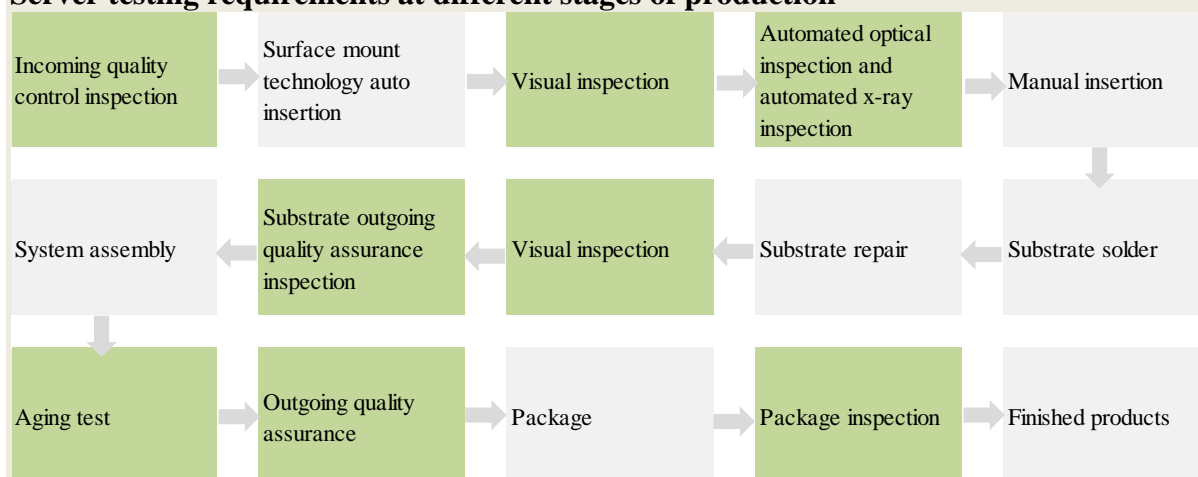 Server testing requirements at different stages of production
Incoming quality
control inspection
Surface mount
technology auto
insertion
Visual inspection
Automated optical
inspection and
automated x-ray
inspection
Manual insertion
Substrate solder
Substrate repair
Visual inspection
Substrate outgoing
quality assurance
inspection
System assembly
Aging test
Outgoing quality
assurance
Package
Package inspection
Finished products